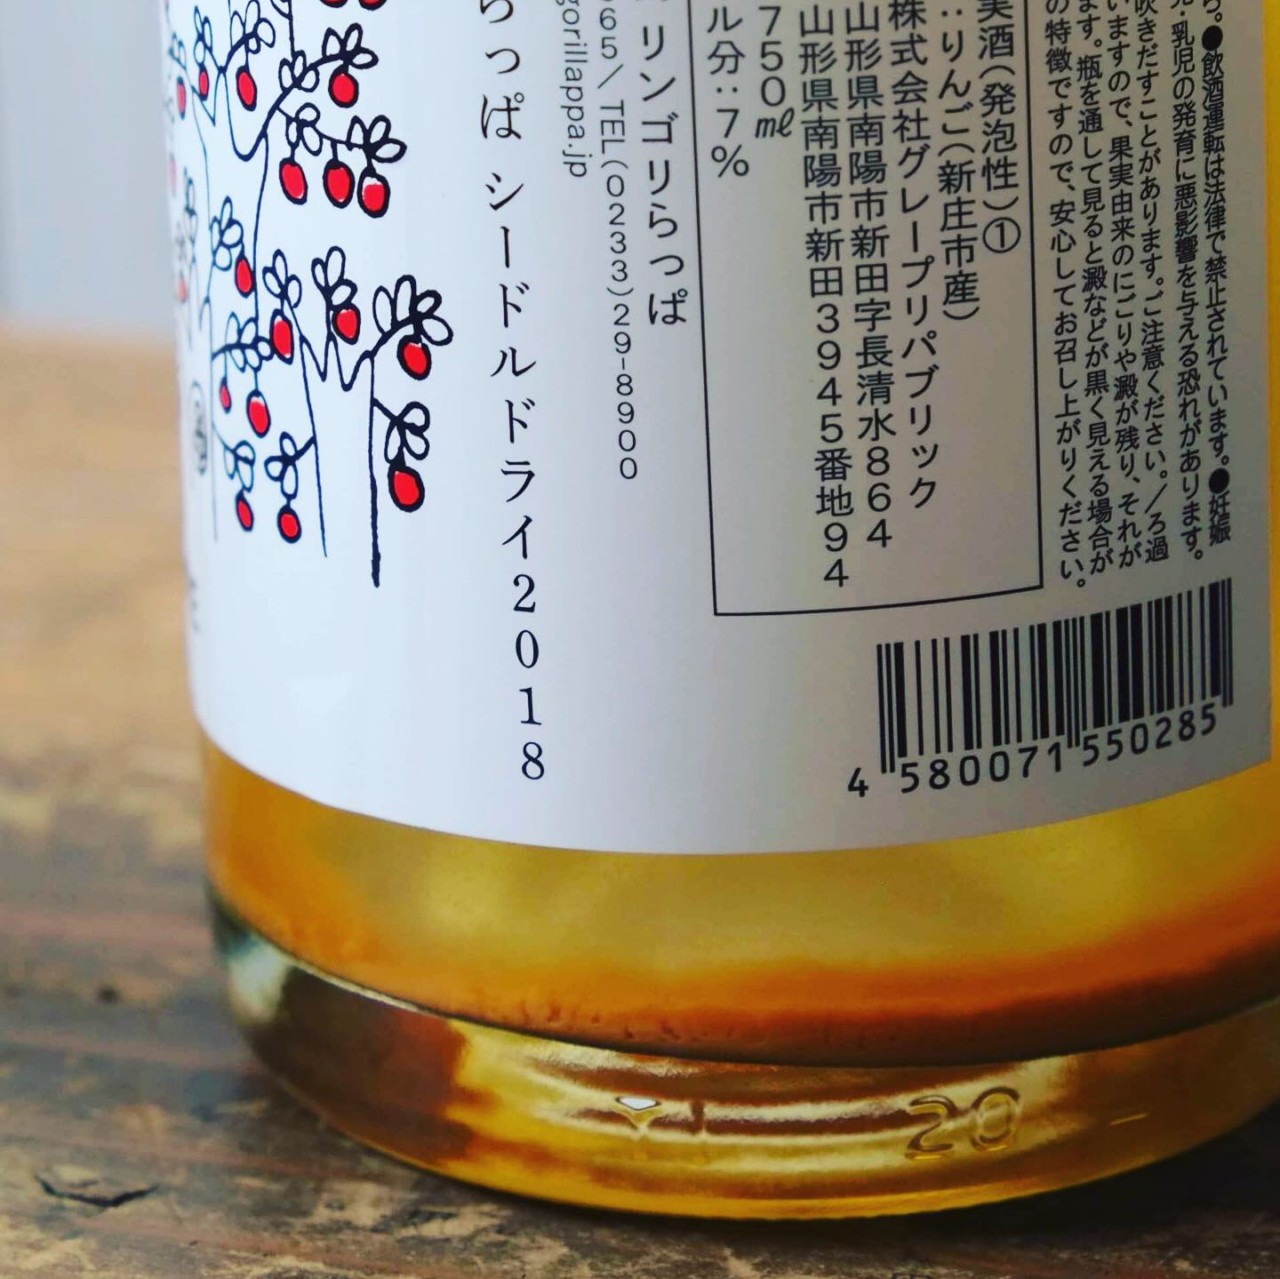 ら。●飲酒運転は法律で禁止されています。●妊娠
児・乳児の発育に悪影響を与える恐れがあります。
吹きだすことがあります。ご注意ください。/ろ過
いますので、果実由来のにごりや澱が残り、それが
ます。瓶を通して見ると澱などが黒く見える場合が
の特徴ですので、安心してお召し上がりください。
実酒(発泡性)①
:りんご(新庄市産)
株式会社グレープリパブリック
山形県南陽市新田字長清水864
山形県南陽市新田3945番地94
750㎖
ル分:7%
リンゴリらっぱ
065/TEL(0233)29-8900
gorillappa.jp
らっぱ シードルドライ2018
4 580071 550285
20